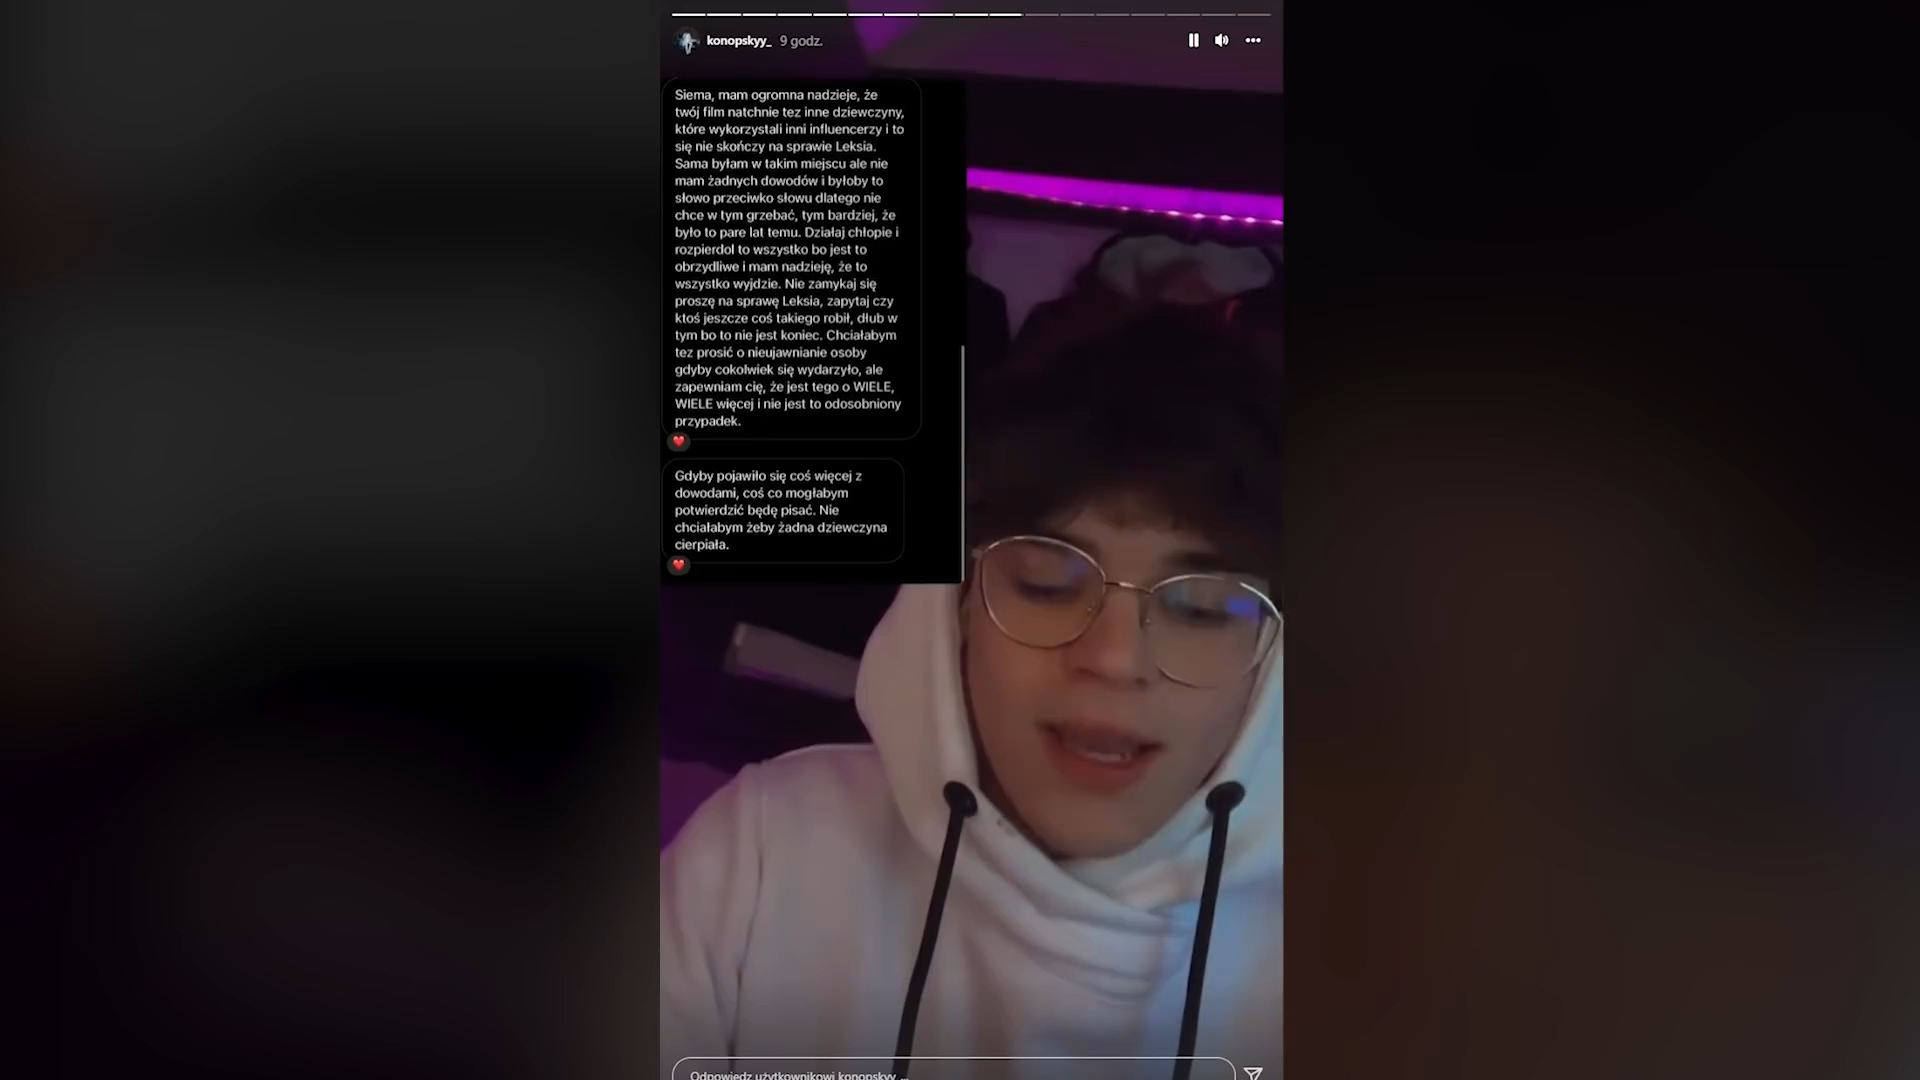 konopskyy_ 9 godz.
Siema, mam ogromna nadzieje, że
twój film natchnie tez inne dziewczyny,
które wykorzystali inni influencerzy i to
się nie skończy na sprawie Leksia.
Sama byłam w takim miejscu ale nie
mam żadnych dowodów i byłoby to
słowo przeciwko słowu dlatego nie
chce w tym grzebać, tym bardziej, że
było to pare lat temu. Działaj chłopie i
rozpierdol to wszystko bo jest to
obrzydliwe i mam nadzieję, że to
wszystko wyjdzie. Nie zamykaj się
proszę na sprawę Leksia, zapytaj czy
ktoś jeszcze coś takiego robił, dłub w
tym bo to nie jest koniec. Chciałabym
tez prosić o nieujawnianie osoby
gdyby cokolwiek się wydarzyło, ale
zapewniam cię, że jest tego o WIELE,
WIELE więcej i nie jest to odosobniony
przypadek.
Gdyby pojawiło się coś więcej z
dowodami, coś co mogłabym
potwierdzić będę pisać. Nie
chciałabym żeby żadna dziewczyna
cierpiała.
Odpowiedz użytkownikowi konopskyy_...